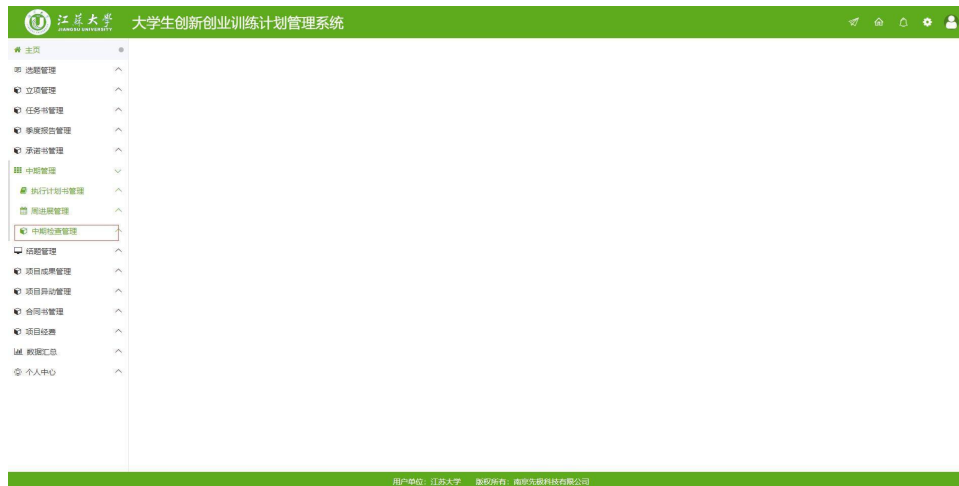 江苏大学 大学生创新创业训练计划管理系统
JIANGSU UNIVERSITY
主页
选题管理
立项管理
任务书管理
季度报告管理
承诺书管理
中期管理
执行计划书管理
周进展管理
中期检查管理
结题管理
项目成果管理
项目异动管理
合同书管理
项目经费
数据汇总
个人中心
用户单位：江苏大学 版权所有：南京先极科技有限公司